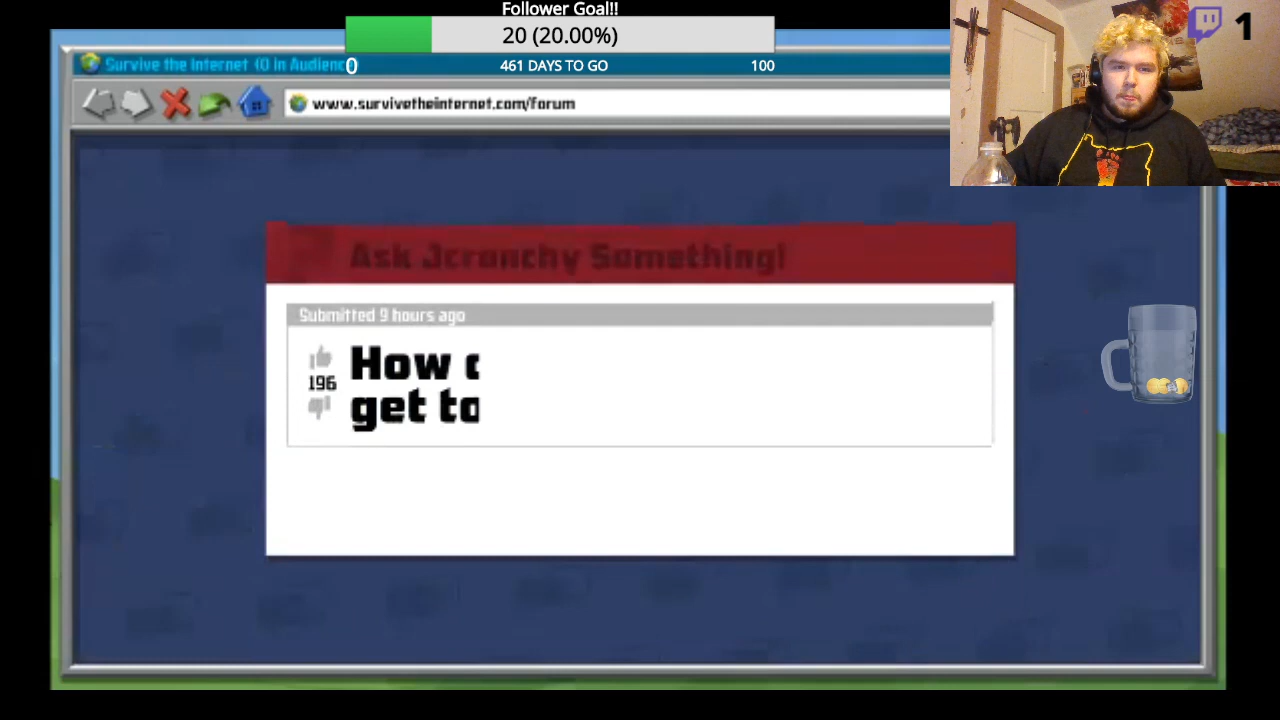 Follower Goal!!
20 (20.00%)
0 461 DAYS TO GO 100
1
Survive the Internet (0 in Audienc
www.survivetheinternet.com/forum
Ask Jcronchy Something!
Submitted 9 hours ago
196
How
get to